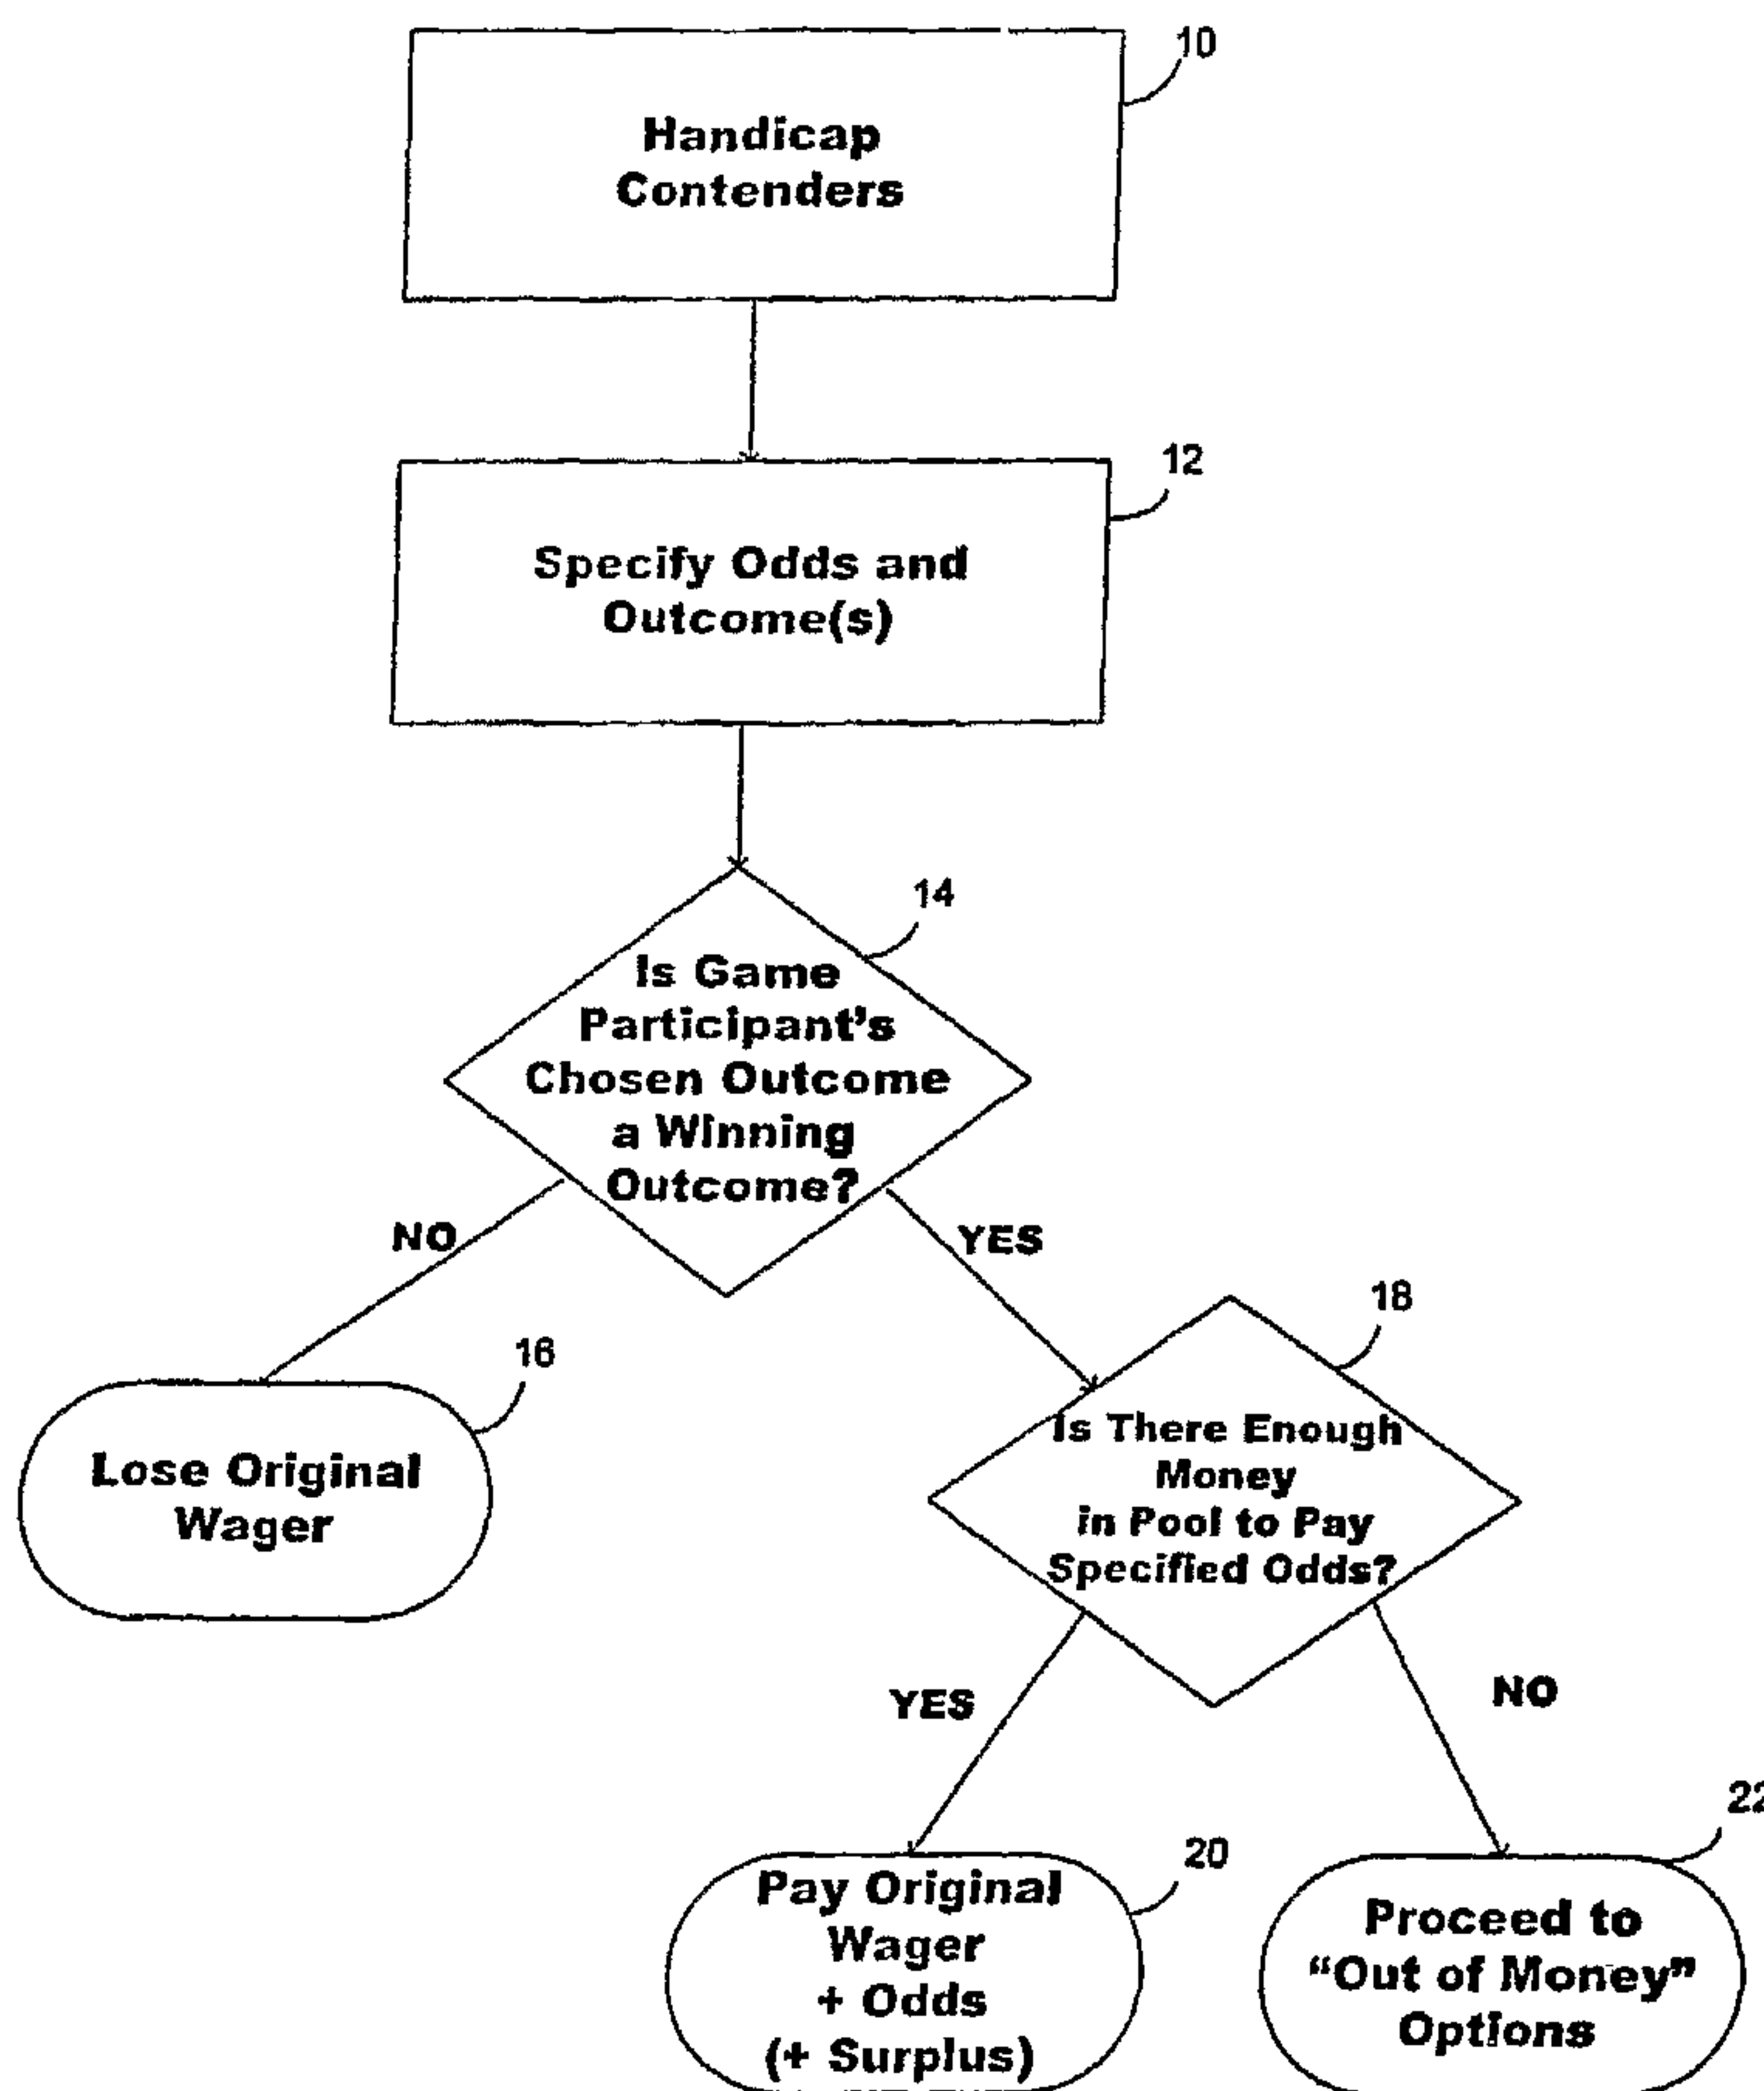 10
Handicap
Contenders
12
Specify Odds and
Outcome(s)
14
Is Game
Participant's
Chosen Outcome
a Winning
Outcome?
NO
YES
16
Lose Original
Wager
18
Is There Enough
Money
in Pool to Pay
Specified Odds?
YES
NO
20
Pay Original
Wager
+ Odds
(+ Surplus)
22
Proceed to
“Out of Money”
Options